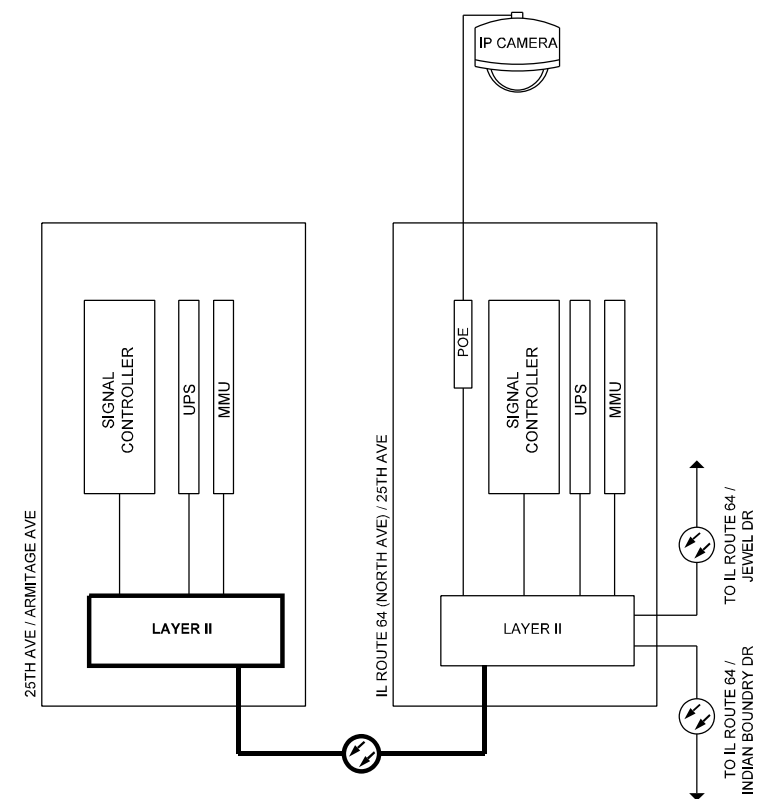 IP CAMERA
25TH AVE / ARMITAGE AVE
SIGNAL
CONTROLLER
UPS
MMU
LAYER II
IL ROUTE 64 (NORTH AVE) / 25TH AVE
POE
SIGNAL
CONTROLLER
UPS
MMU
LAYER II
TO IL ROUTE 64 /
JEWEL DR
TO IL ROUTE 64 /
INDIAN BOUNDRY DR